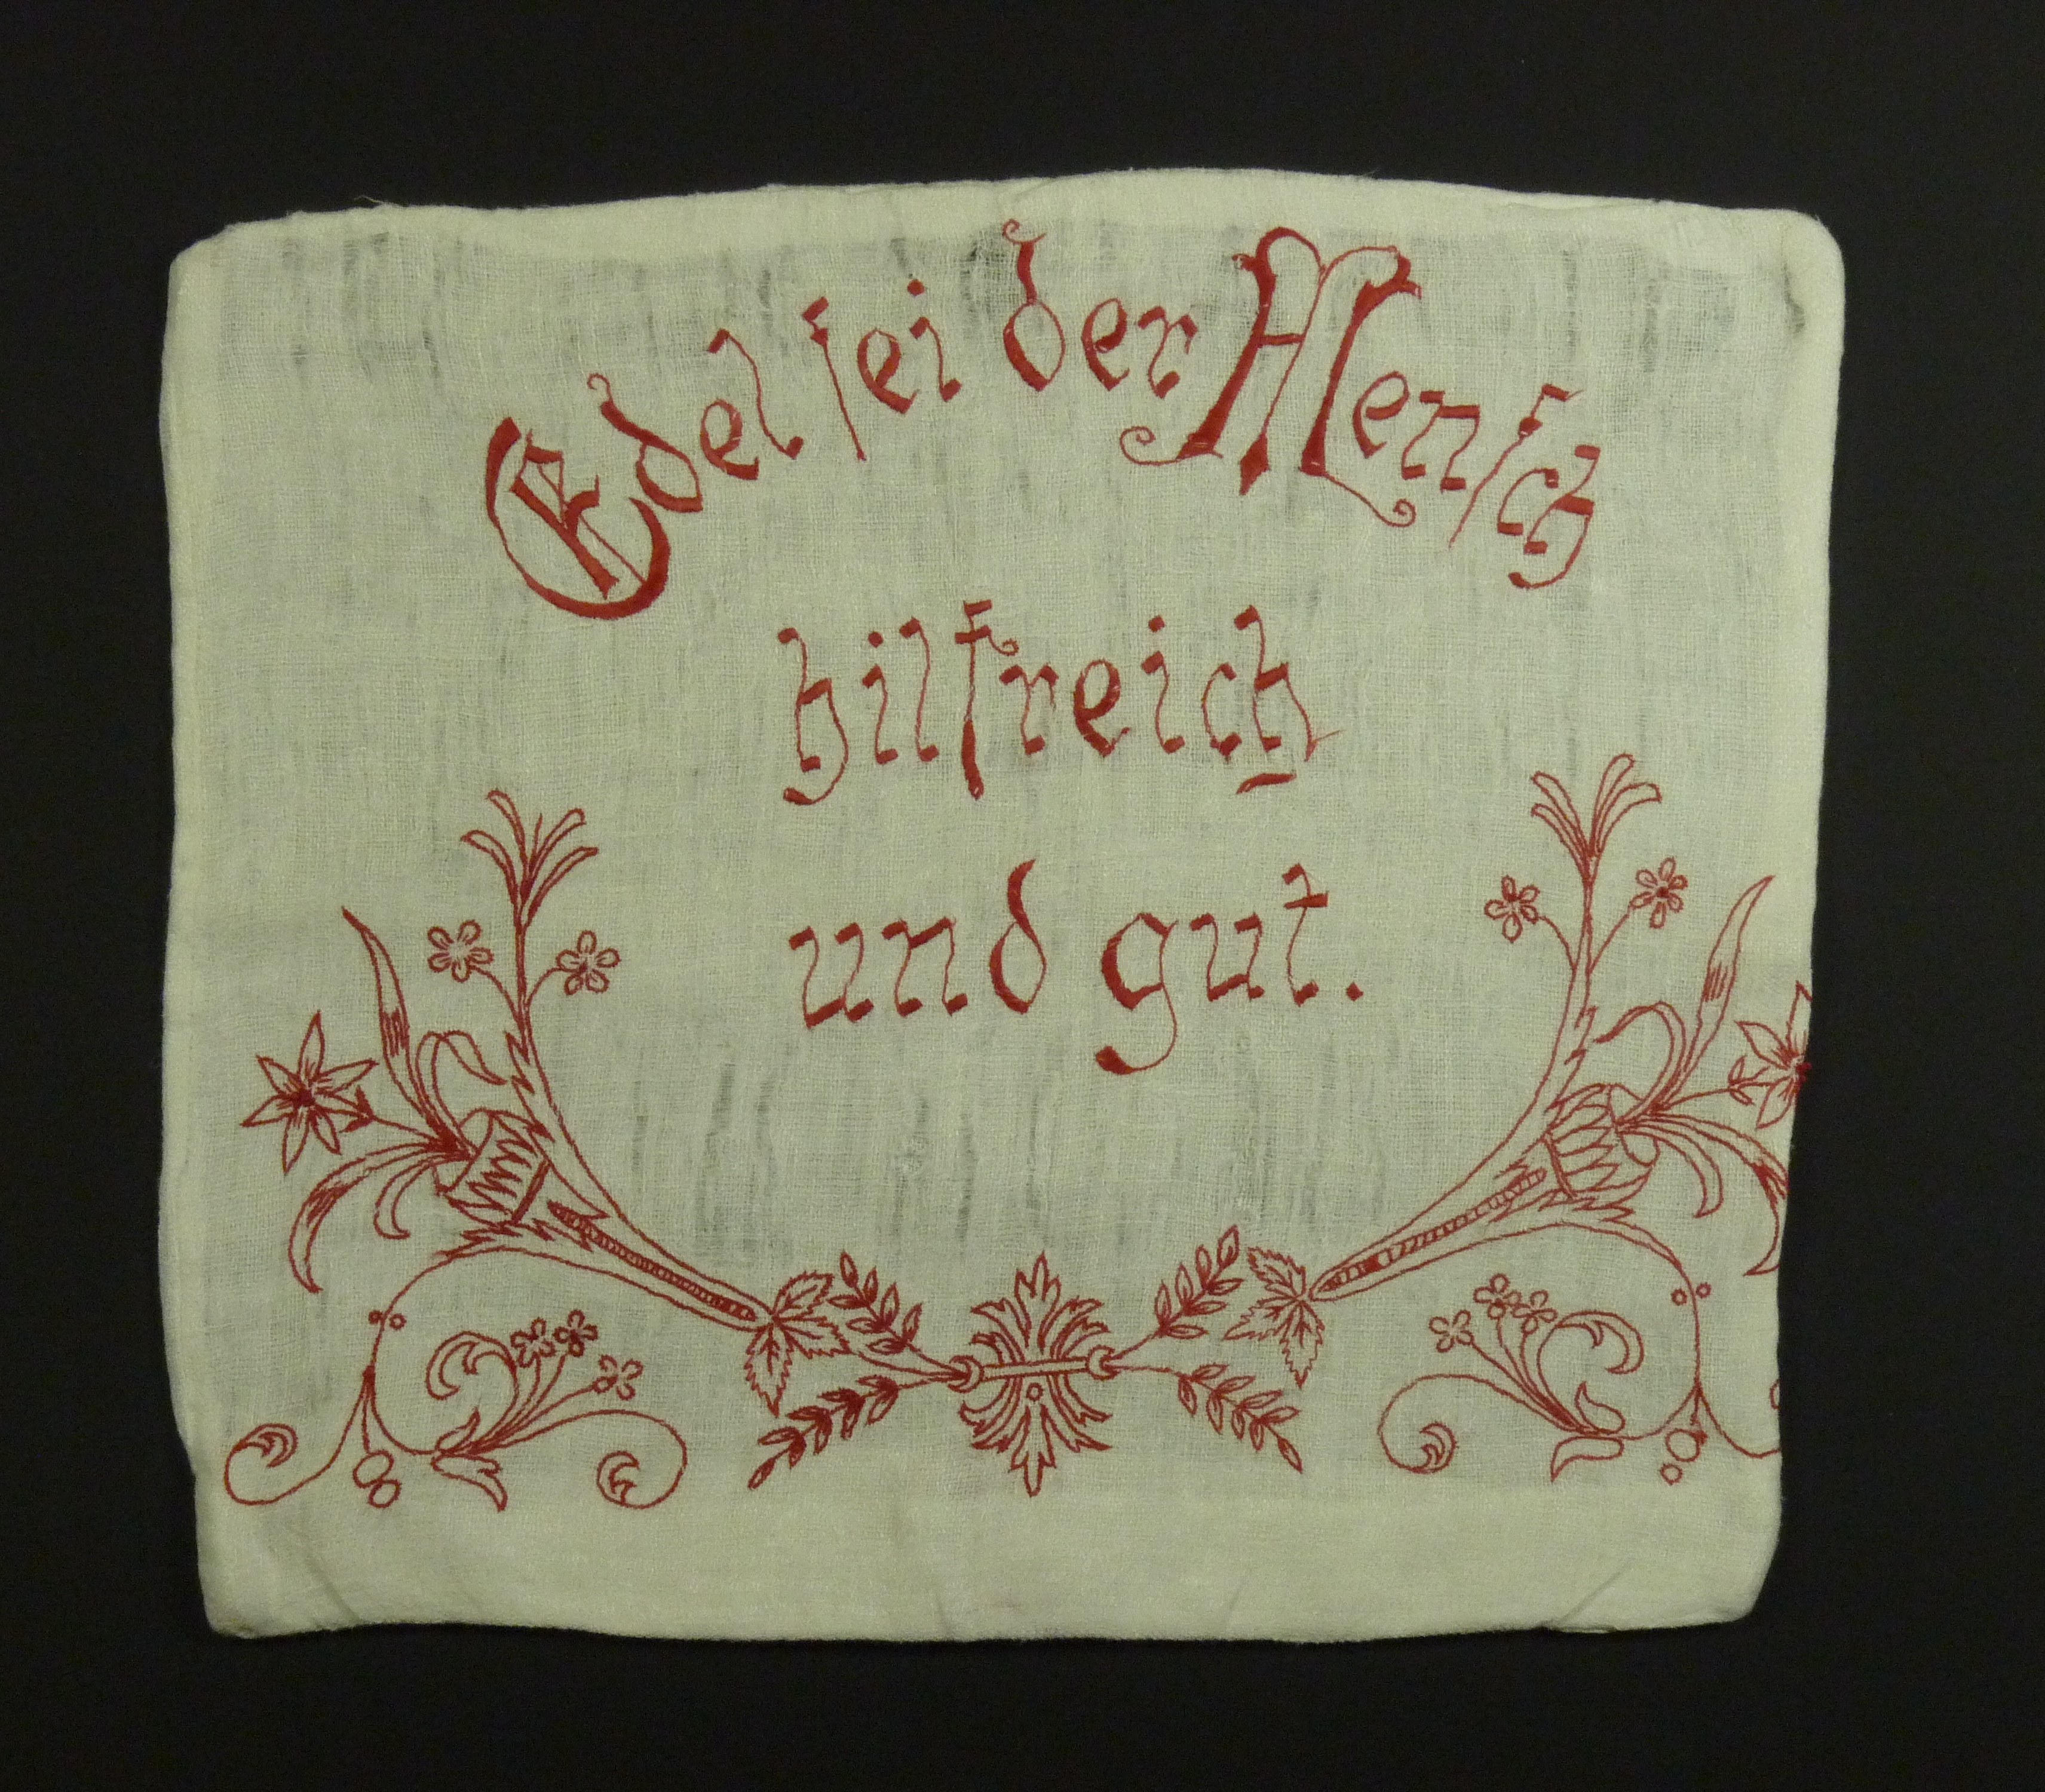 Edel sei der Mensch
hilfreich
und gut.